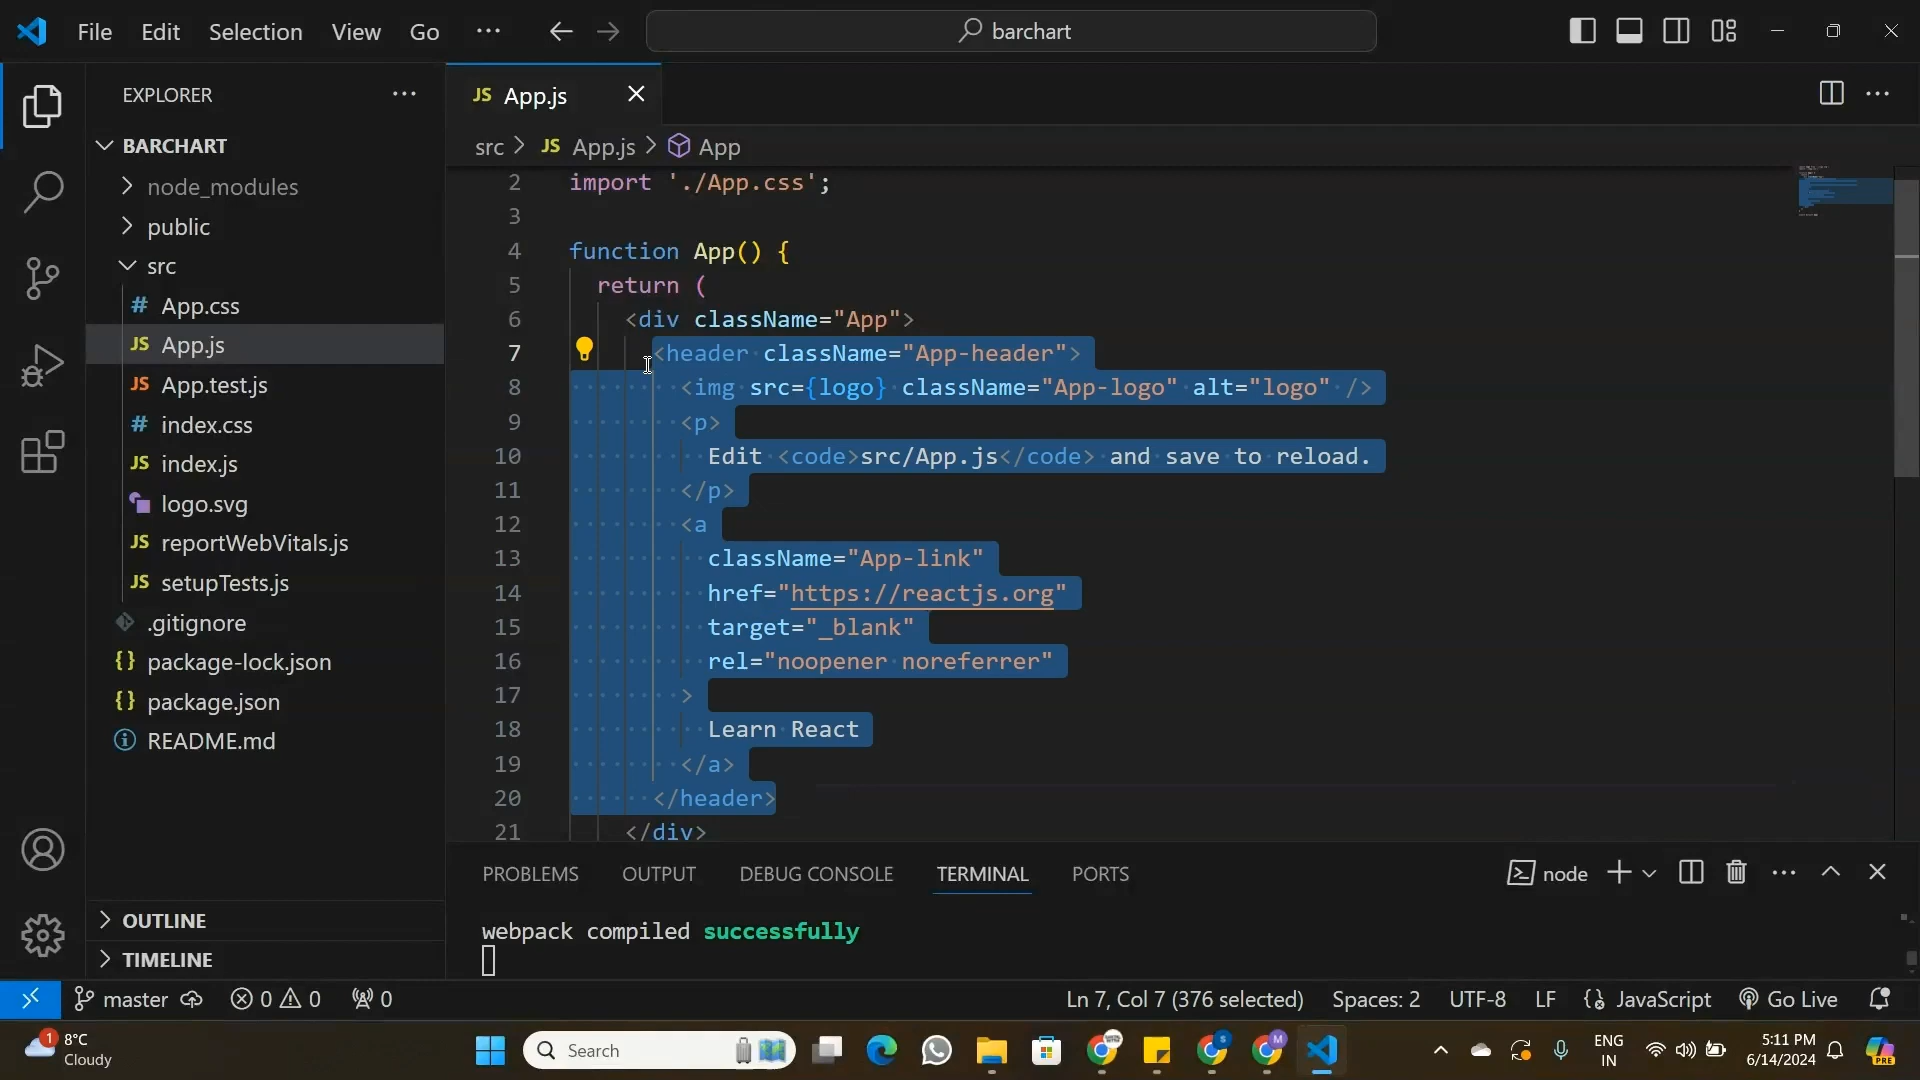 File Edit Selection View Go ··· barchart
EXPLORER ···
BARCHART
node_modules
public
src
# App.css
JS App.js
JS App.test.js
# index.css
JS index.js
logo.svg
JS reportWebVitals.js
JS setupTests.js
.gitignore
{} package-lock.json
{} package.json
README.md
OUTLINE
TIMELINE
JS App.js
src > JS App.js > App
2 import './App.css';
3
4 function App() {
5 return (
6 <div className="App">
7 <header className="App-header">
8 <img src={logo} className="App-logo" alt="logo" />
9 <p>
10 Edit <code>src/App.js</code> and save to reload.
11 </p>
12 <a
13 className="App-link"
14 href="https://reactjs.org"
15 target="_blank"
16 rel="noopener noreferrer"
17 >
18 Learn React
19 </a>
20 </header>
21 </div>
PROBLEMS OUTPUT DEBUG CONSOLE TERMINAL PORTS node
webpack compiled successfully
master 0 0 0 Ln 7, Col 7 (376 selected) Spaces: 2 UTF-8 LF {} JavaScript Go Live
1 8°C
Cloudy
Search
ENG
IN
5:11 PM
6/14/2024
PRE